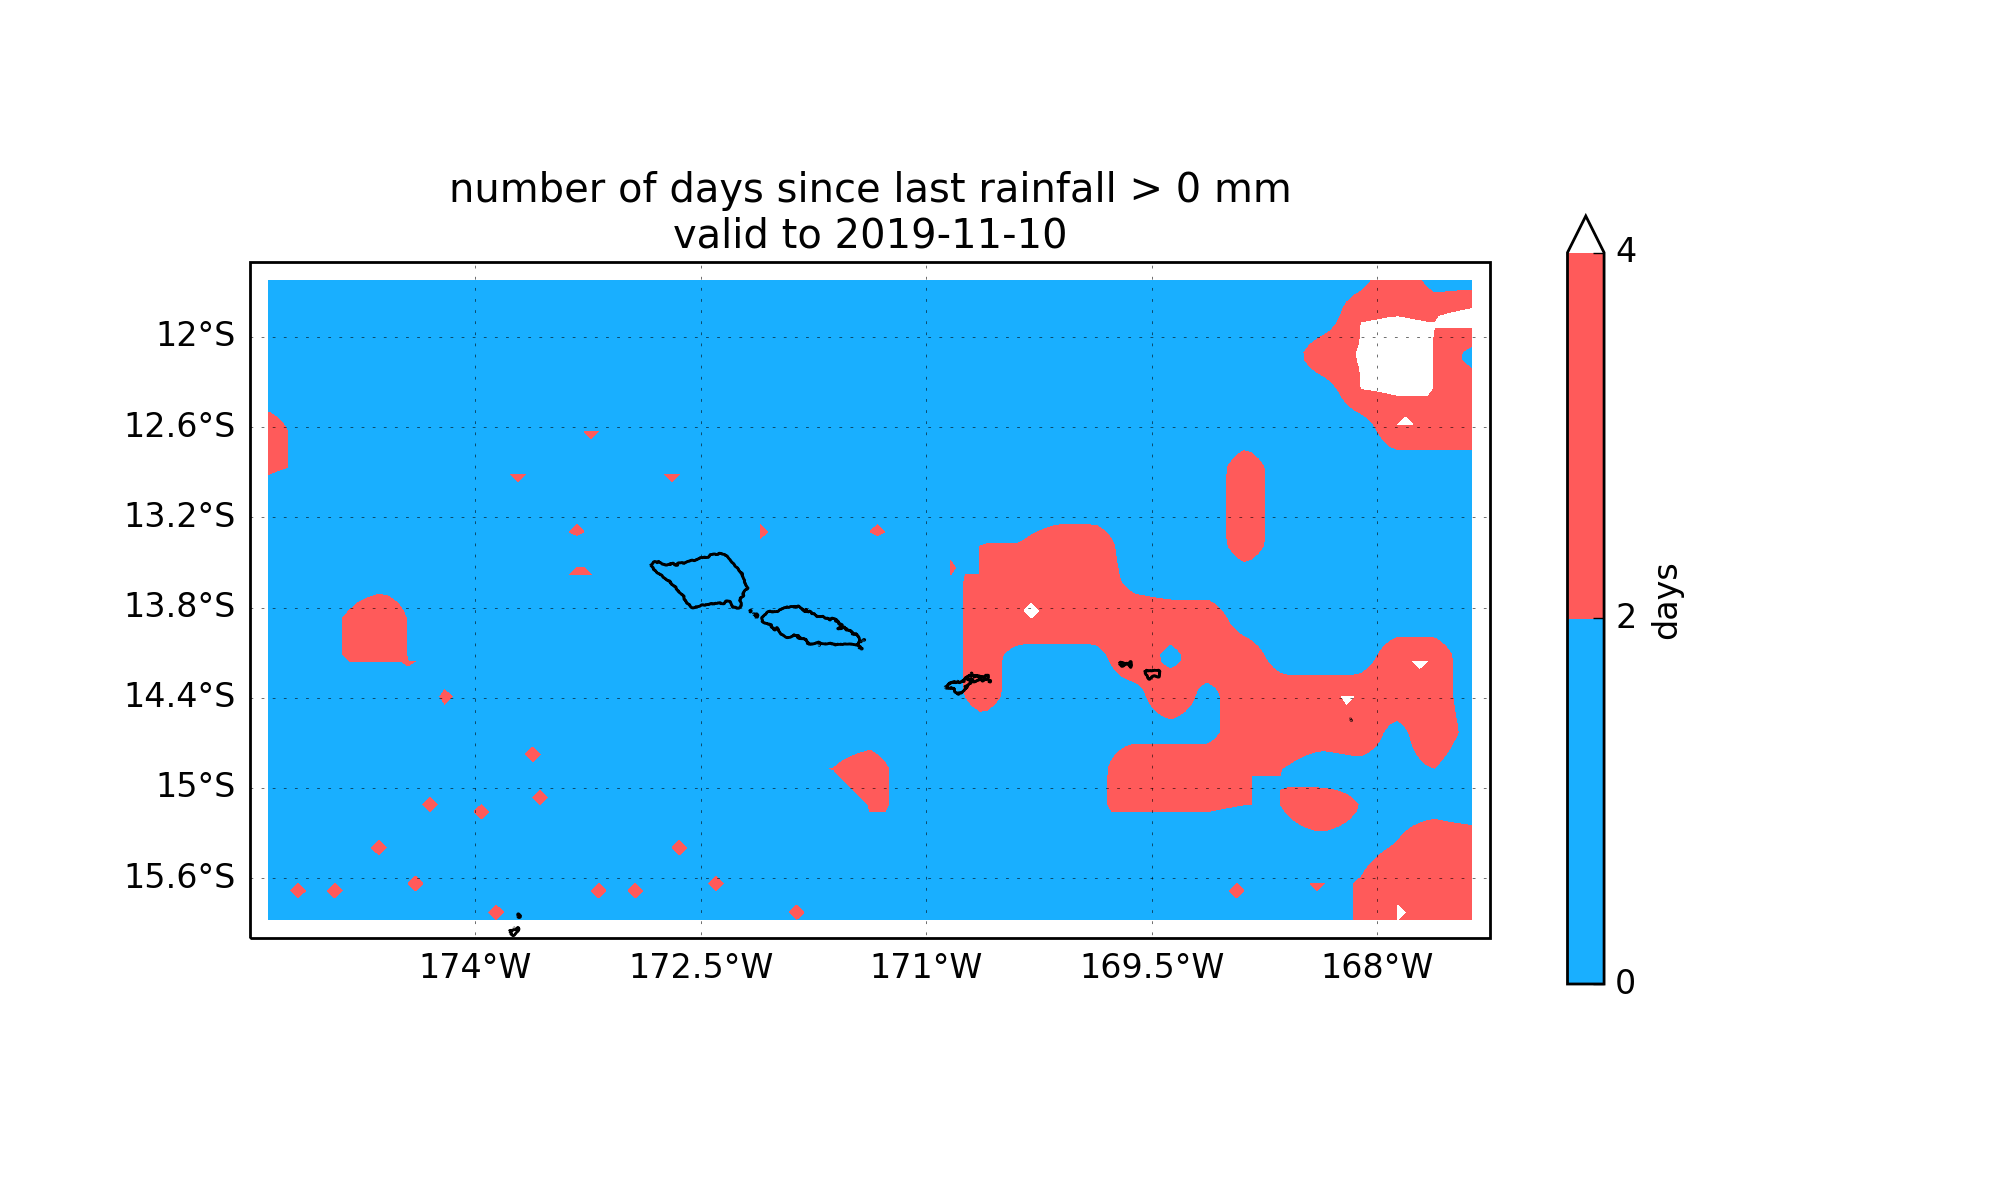 number of days since last rainfall > 0 mm
valid to 2019-11-10
12°S
12.6°S
13.2°S
13.8°S
14.4°S
15°S
15.6°S
174°W
172.5°W
171°W
169.5°W
168°W
4
2
0
days